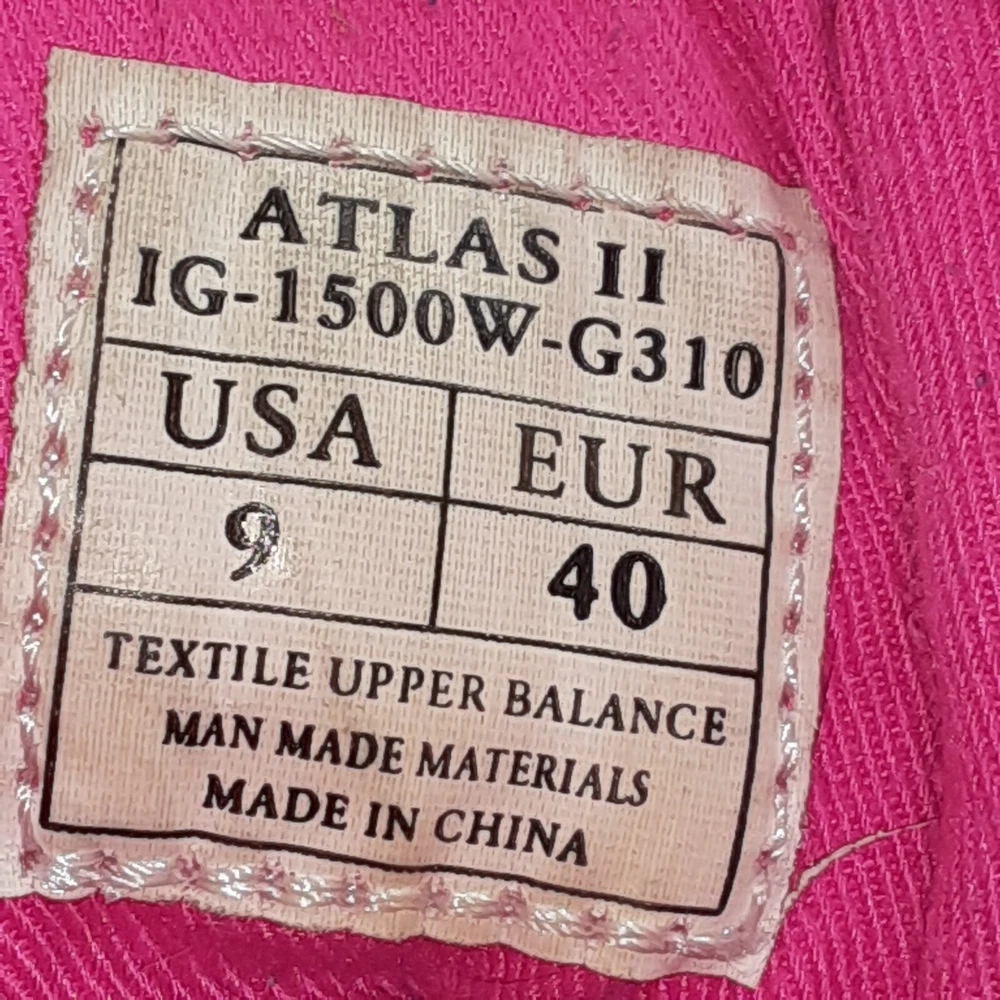 ATLAS II
IG-1500W-G310
USA EUR
9 40
TEXTILE UPPER BALANCE
MAN MADE MATERIALS
MADE IN CHINA